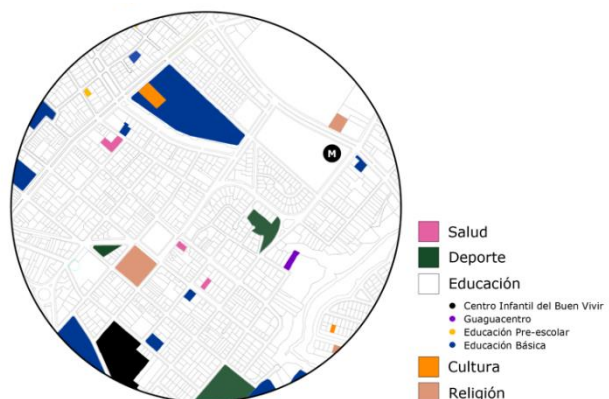 M
Salud
Deporte
Educación
Centro Infantil del Buen Vivir
Guaguacentro
Educación Pre-escolar
Educación Básica
Cultura
Religión